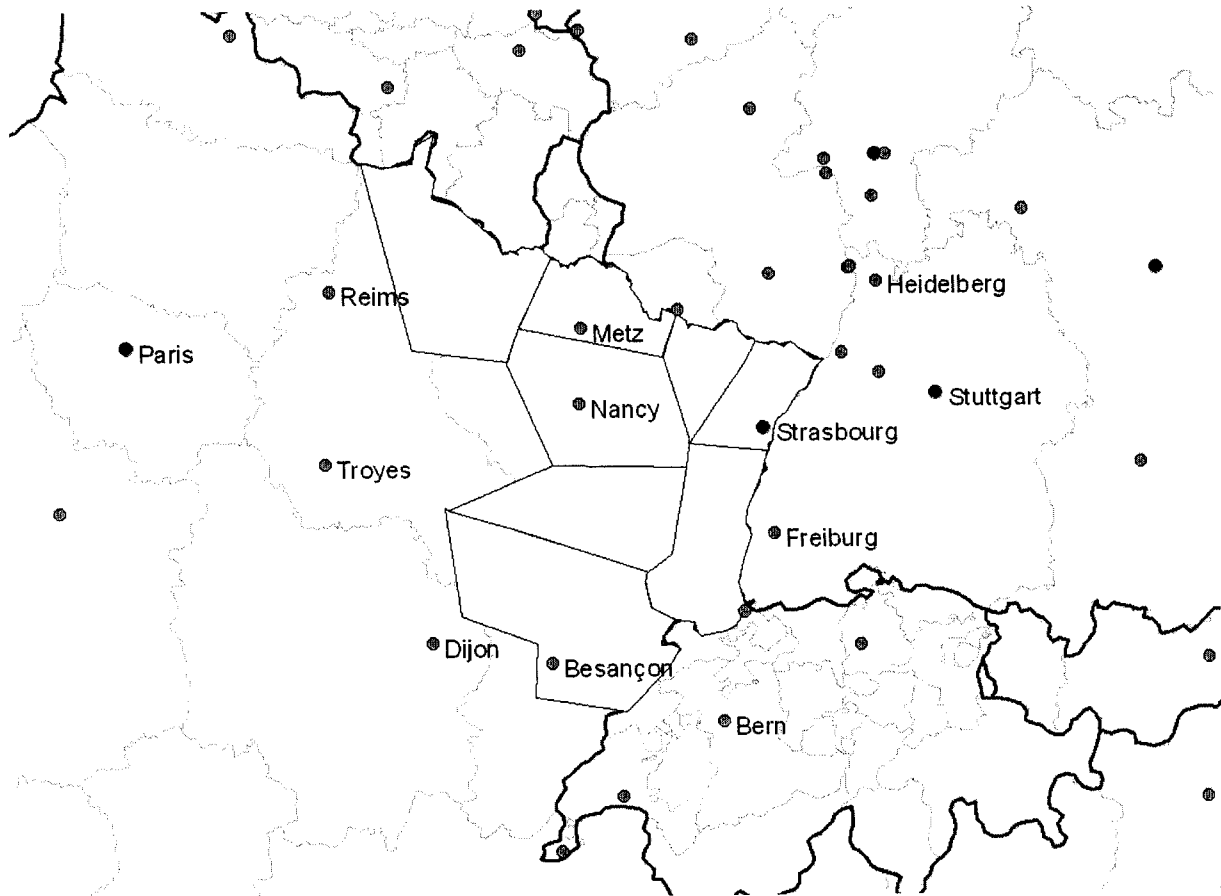 Heidelberg
Reims
Metz
Paris
Stuttgart
Nancy
Strasbourg
Troyes
Freiburg
Dijon
Besançon
Bern